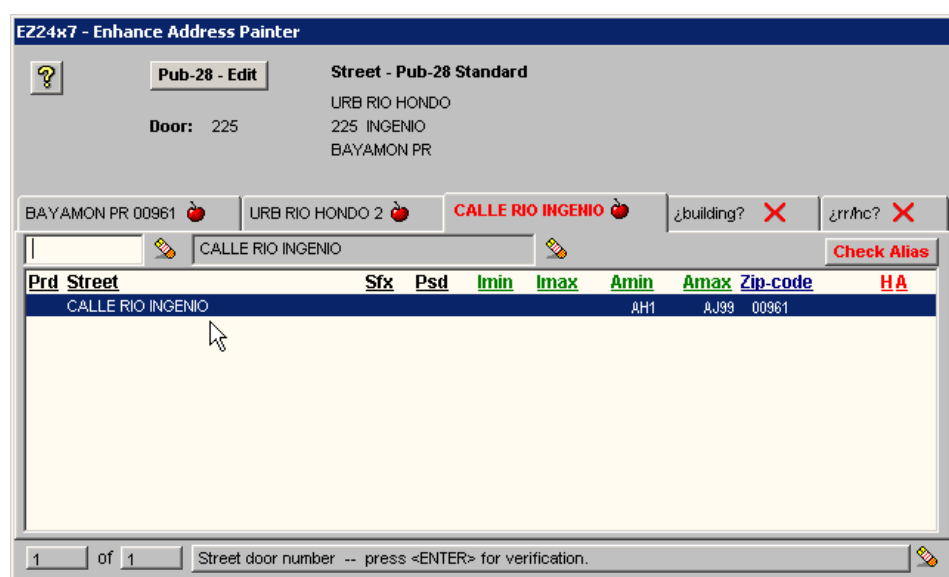 EZ24x7 - Enhance Address Painter
? Pub-28 - Edit Street - Pub-28 Standard
URB RIO HONDO
Door: 225 225 INGENIO
BAYAMON PR
BAYAMON PR 00961 URB RIO HONDO 2 CALLE RIO INGENIO ¿building? ¿rr/hc?
CALLE RIO INGENIO Check Alias
Prd Street Sfx Psd Imin Imax Amin Amax Zip-code H A
CALLE RIO INGENIO AH1 AJ99 00961
1 of 1 Street door number -- press <ENTER> for verification.